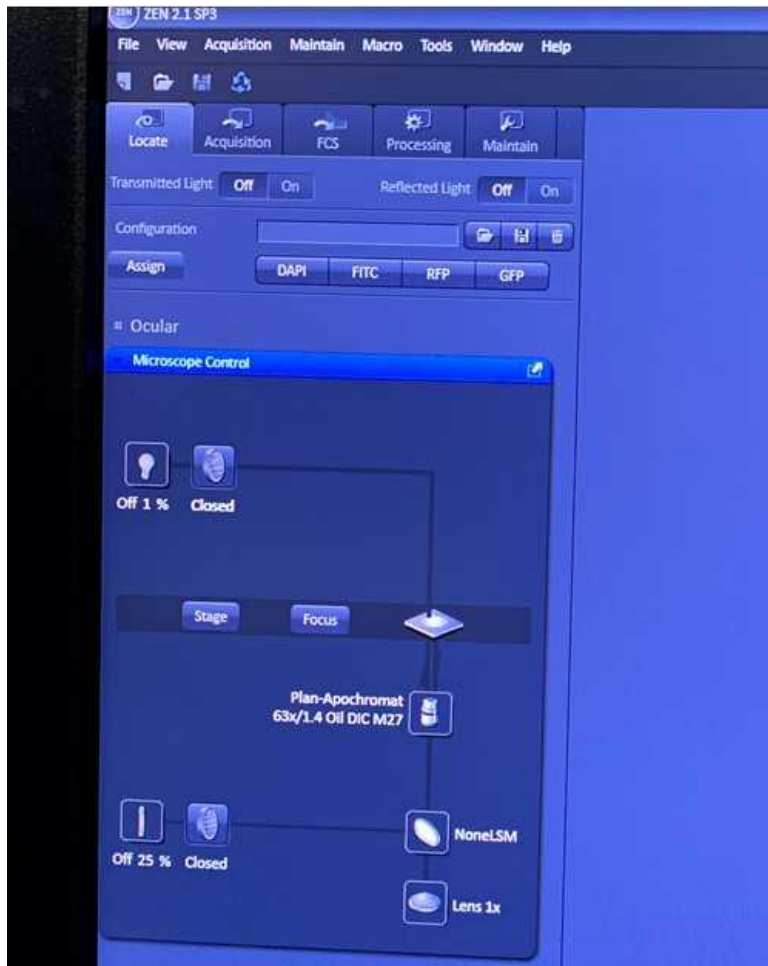 ZEN ZEN 2.1 SP3
File View Acquisition Maintain Macro Tools Window Help
Locate Acquisition FCS Processing Maintain
Transmitted Light Off On Reflected Light Off On
Configuration
Assign DAPI FITC RFP GFP
Ocular
Microscope Control
Off 1 % Closed
Stage Focus
Plan-Apochromat
63x/1.4 Oil DIC M27
NoneLSM
Off 25 % Closed
Lens 1x